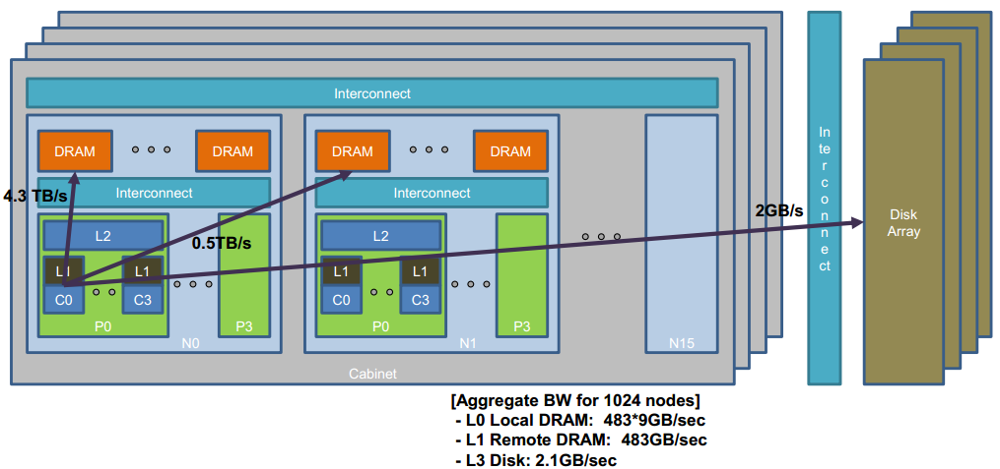 Interconnect
DRAM
DRAM
DRAM
DRAM
Interconnect
Interconnect
4.3 TB/s
0.5TB/s
2GB/s
L2
L2
L1
L1
L1
L1
C0
C3
C0
C3
P0
P3
P0
P3
N0
N1
N15
Cabinet
Interconnect
Disk
Array
[Aggregate BW for 1024 nodes]
- L0 Local DRAM: 483*9GB/sec
- L1 Remote DRAM: 483GB/sec
- L3 Disk: 2.1GB/sec